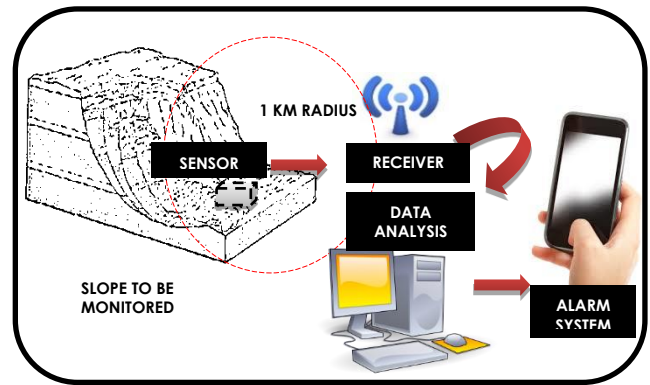 1 KM RADIUS
SENSOR
RECEIVER
DATA
ANALYSIS
SLOPE TO BE
MONITORED
ALARM
SYSTEM